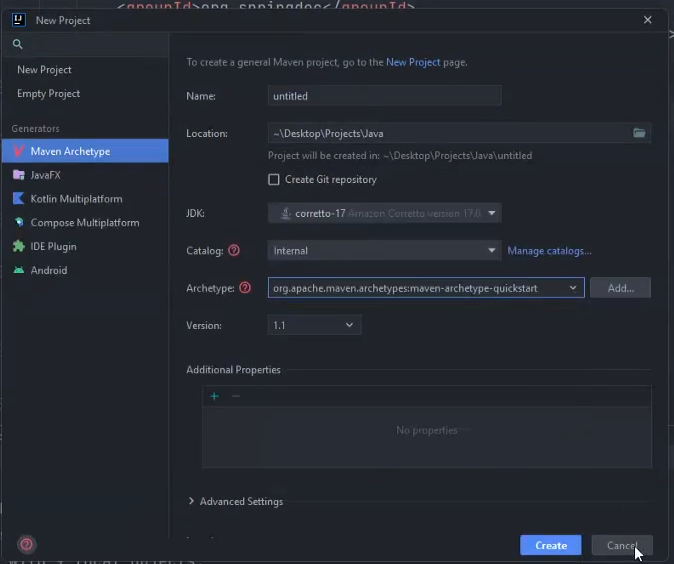 <groupId>org.springdoc</groupId>
New Project
New Project
Empty Project
Generators
Maven Archetype
JavaFX
Kotlin Multiplatform
Compose Multiplatform
IDE Plugin
Android
To create a general Maven project, go to the New Project page.
Name: untitled
Location: ~\Desktop\Projects\Java
Project will be created in: ~\Desktop\Projects\Java\untitled
Create Git repository
JDK: corretto-17 Amazon Corretto version 17.0
Catalog: ? Internal Manage catalogs...
Archetype: ? org.apache.maven.archetypes:maven-archetype-quickstart Add...
Version: 1.1
Additional Properties
+ −
No properties
Advanced Settings
? Create Cancel